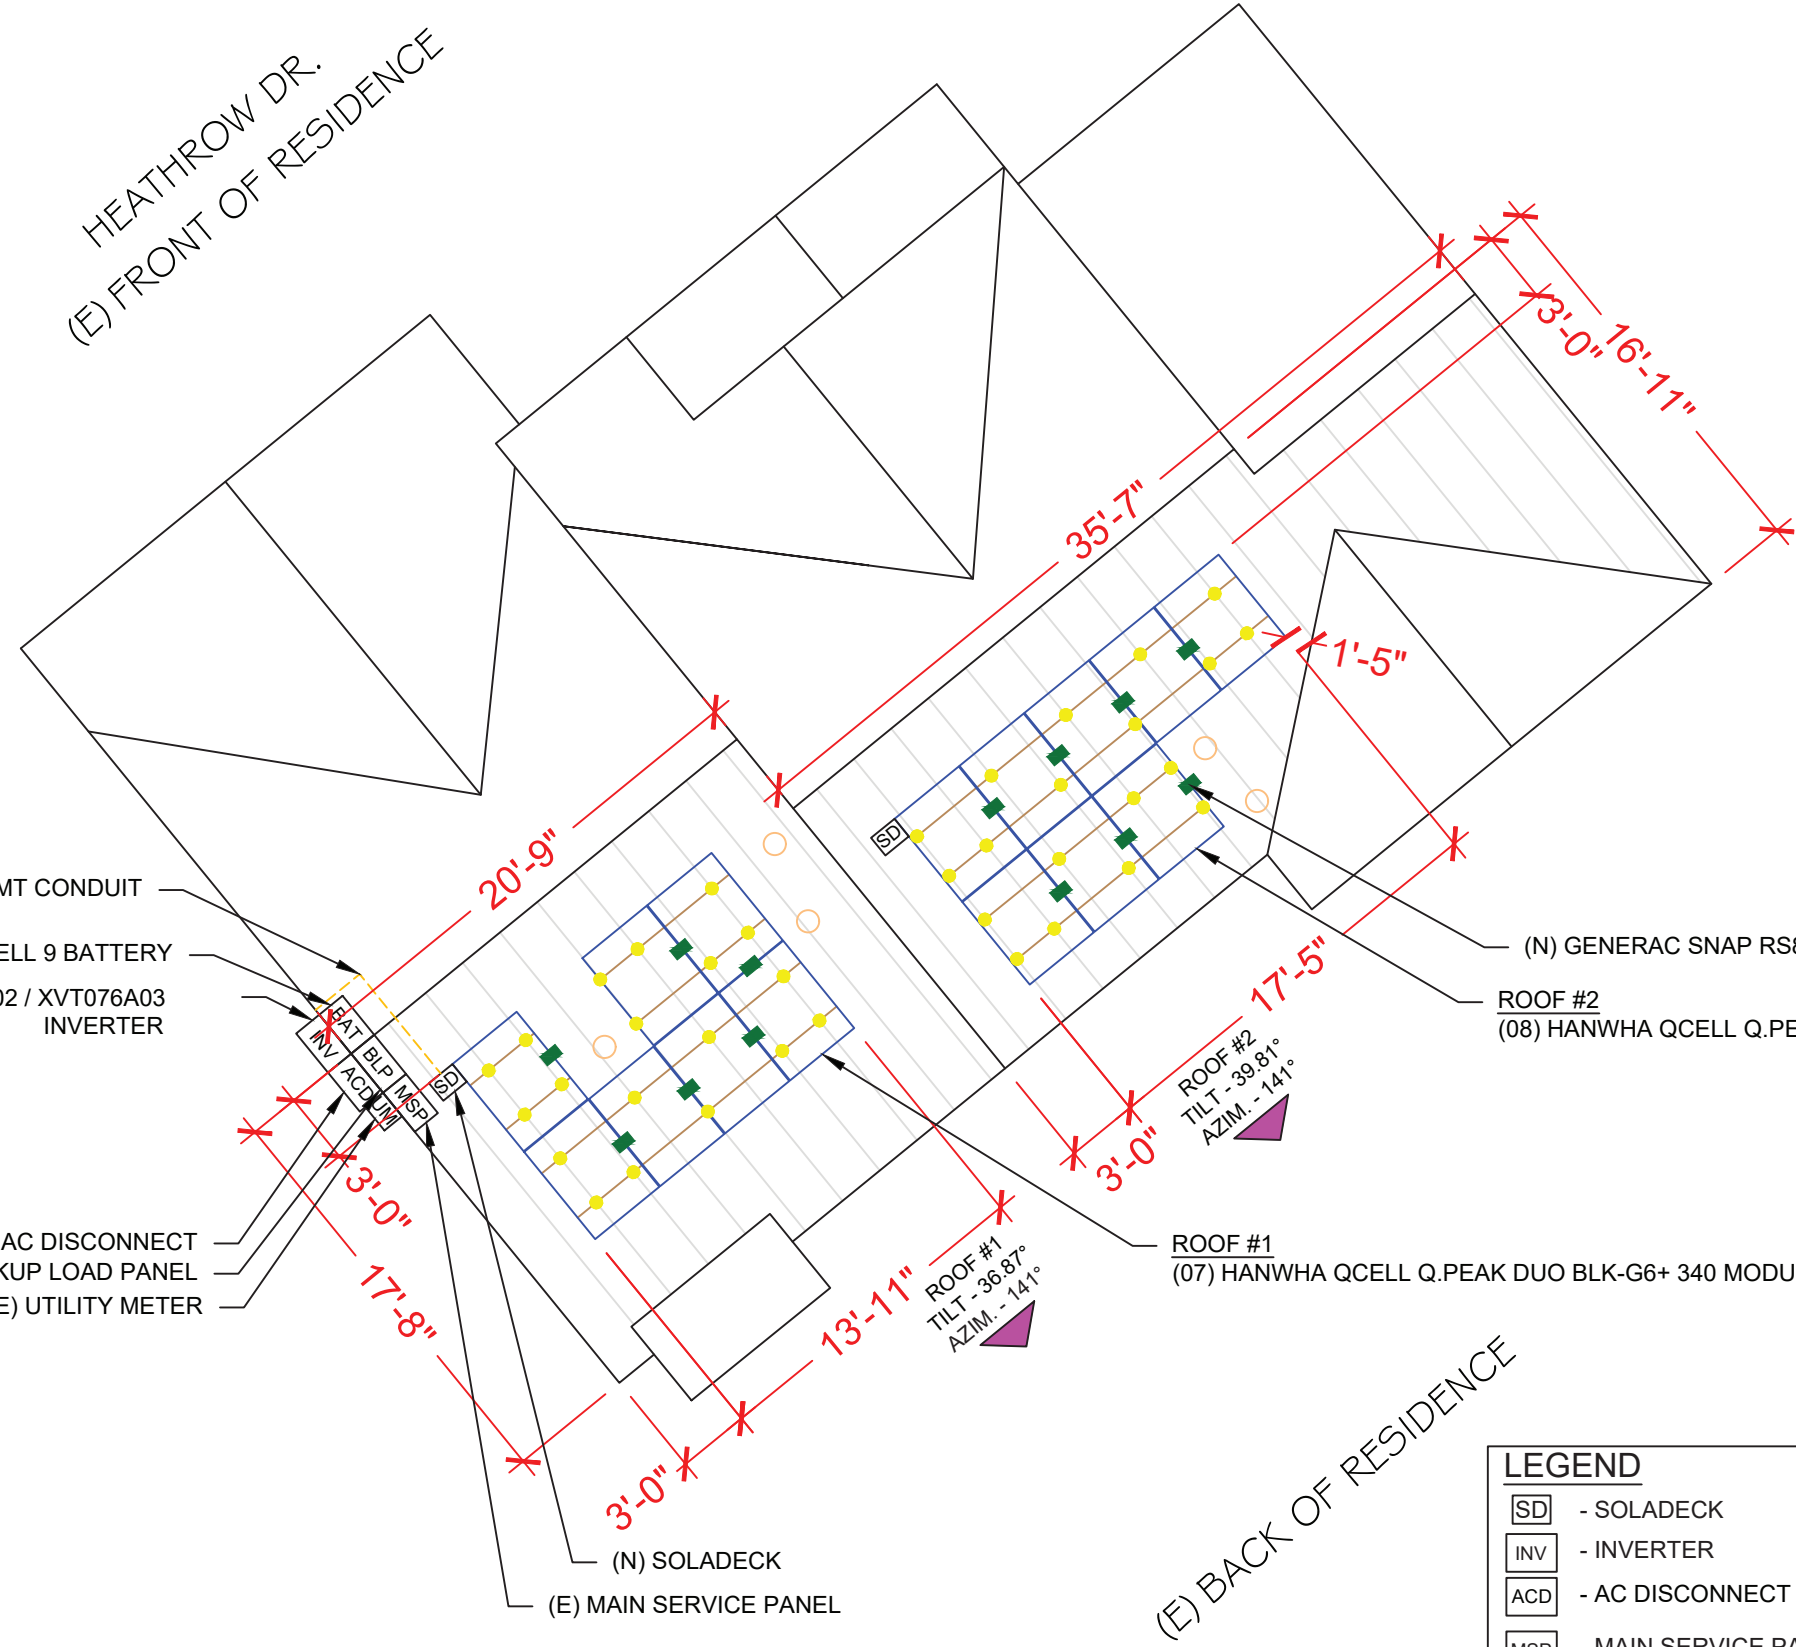 HEATHROW DR.
(E) FRONT OF RESIDENCE
3'-0"
16'-11"
35'-7"
1'-5"
20'-9"
SD
MT CONDUIT
ELL 9 BATTERY
02 / XVT076A03
INVERTER
BAT
INV
BLP
ACD
UM
MSP
SD
(N) GENERAC SNAP RS8
ROOF #2
(08) HANWHA QCELL Q.PE
17'-5"
ROOF #2
TILT - 39.81°
AZIM. - 141°
3'-0"
3'-0"
AC DISCONNECT
KUP LOAD PANEL
E) UTILITY METER
17'-8"
ROOF #1
(07) HANWHA QCELL Q.PEAK DUO BLK-G6+ 340 MODU
13'-11"
ROOF #1
TILT - 36.87°
AZIM. - 141°
3'-0"
(N) SOLADECK
(E) MAIN SERVICE PANEL
(E) BACK OF RESIDENCE
LEGEND
SD - SOLADECK
INV - INVERTER
ACD - AC DISCONNECT
MSP - MAIN SERVICE PA